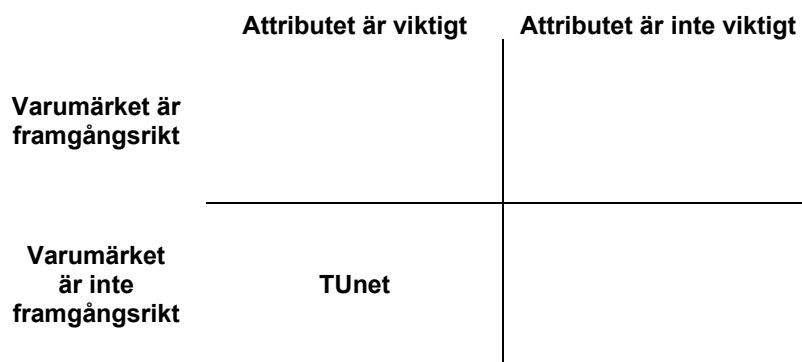 Attributet är viktigt
Attributet är inte viktigt
Varumärket är
framgångsrikt
Varumärket
är inte
framgångsrikt
TUnet